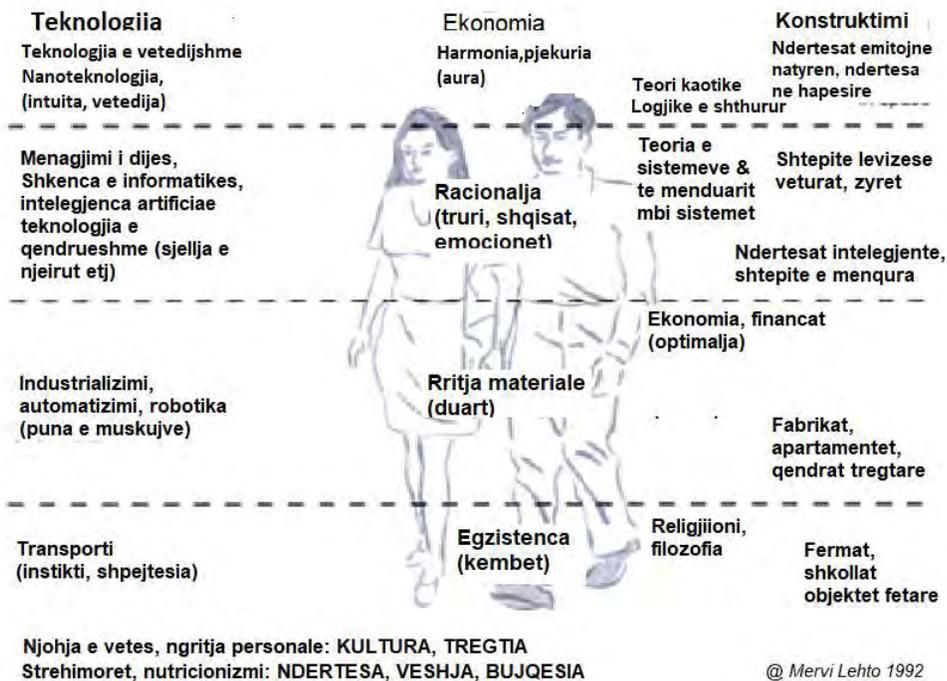 Teknologjia
Teknologjia e vetedijshme
Nanoteknologjia,
(intuita, vetedija)
Ekonomia
Harmonia,pjekuria
(aura)
Teori kaotike
Logjike e shthurur
Konstruktimi
Ndertesat emitojne
natyren, ndertesa
ne hapesire
Menagjimi i dijes,
Shkenca e informatikes,
intelegjenca artificiae
teknologjia e
qendrueshme (sjellja e
njeirut etj)
Racionalja
(truri, shqisat,
emocionet)
Teoria e
sistemeve &
te menduarit
mbi sistemet
Shtepite levizese
veturat, zyret
Ndertesat intelegjente,
shtepite e menqura
Industrializimi,
automatizimi, robotika
(puna e muskujve)
Rritja materiale
(duart)
Ekonomia, financat
(optimalja)
Fabrikat,
apartamentet,
qendrat tregtare
Transporti
(instikti, shpejtesia)
Egzistenca
(kembet)
Religjiioni,
filozofia
Fermat,
shkollat
objektet fetare
Njohja e vetes, ngritja personale: KULTURA, TREGTIA
Strehimoret, nutricionizmi: NDERTESA, VESHJA, BUJQESIA
@ Mervi Lehto 1992